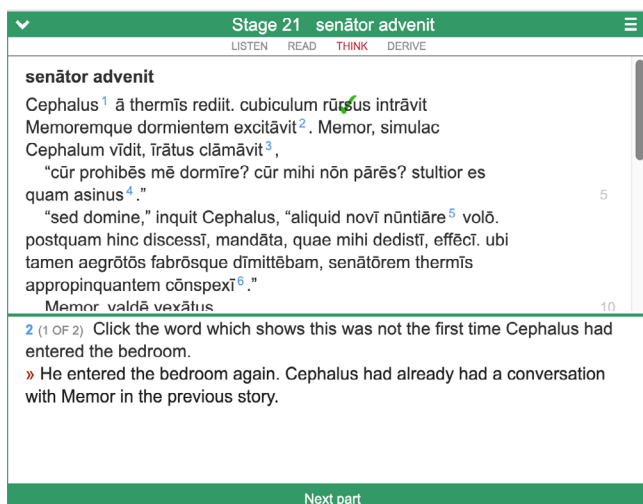 Stage 21 senātor advenit
LISTEN READ THINK DERIVE
senātor advenit
Cephalus 1 ā thermīs rediit. cubiculum rūrsus intrāvit
Memoremque dormientem excitāvit 2 . Memor, simulac
Cephalum vīdit, īrātus clāmāvit 3 ,
“cūr prohibēs mē dormīre? cūr mihi nōn pārēs? stultior es
quam asinus 4 .” 5
“sed domine,” inquit Cephalus, “aliquid novī nūntiāre 5 volō.
postquam hinc discessī, mandāta, quae mihi dedistī, effēcī. ubi
tamen aegrōtōs fabrōsque dīmittēbam, senātōrem thermīs
appropinquantem cōnspexī 6 .”
Memor, valdē vexātus, 10
2 (1 OF 2) Click the word which shows this was not the first time Cephalus had
entered the bedroom.
» He entered the bedroom again. Cephalus had already had a conversation
with Memor in the previous story.
Next part